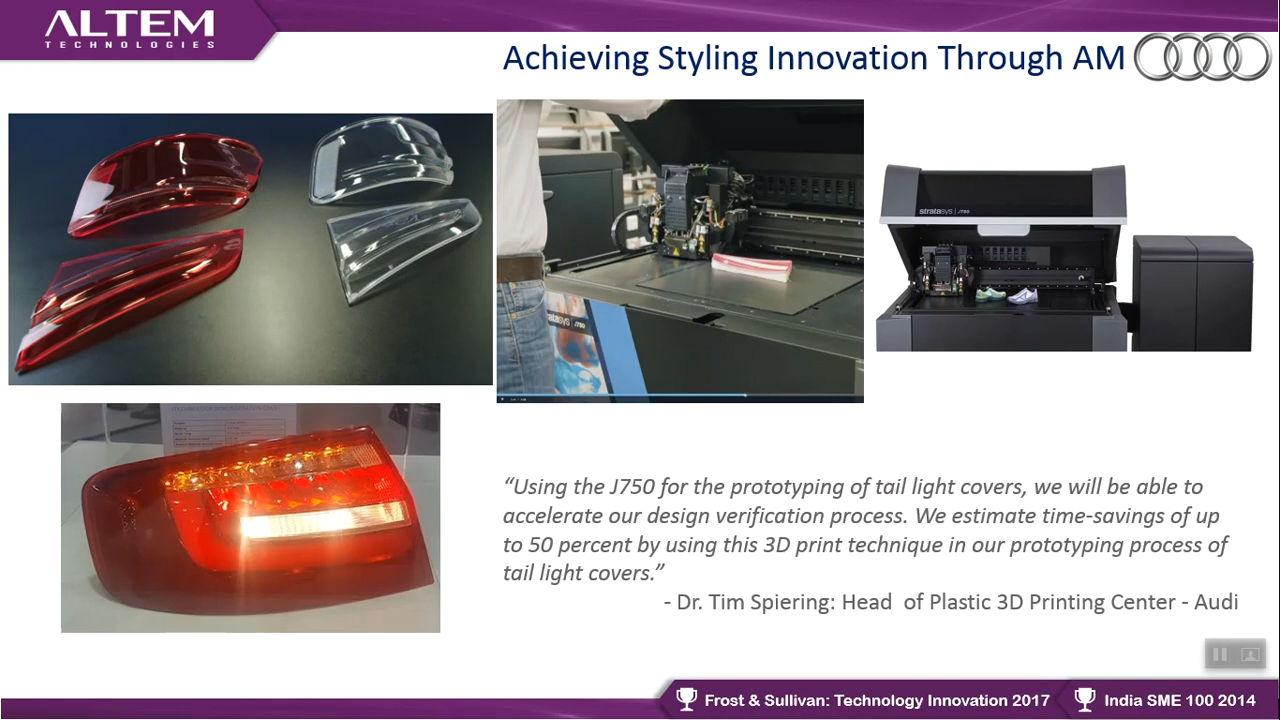 ALTEM
TECHNOLOGIES
Achieving Styling Innovation Through AM
stratasys | J750
stratasys J750
“Using the J750 for the prototyping of tail light covers, we will be able to
accelerate our design verification process. We estimate time-savings of up
to 50 percent by using this 3D print technique in our prototyping process of
tail light covers.”
- Dr. Tim Spiering: Head of Plastic 3D Printing Center - Audi
Frost & Sullivan: Technology Innovation 2017
India SME 100 2014